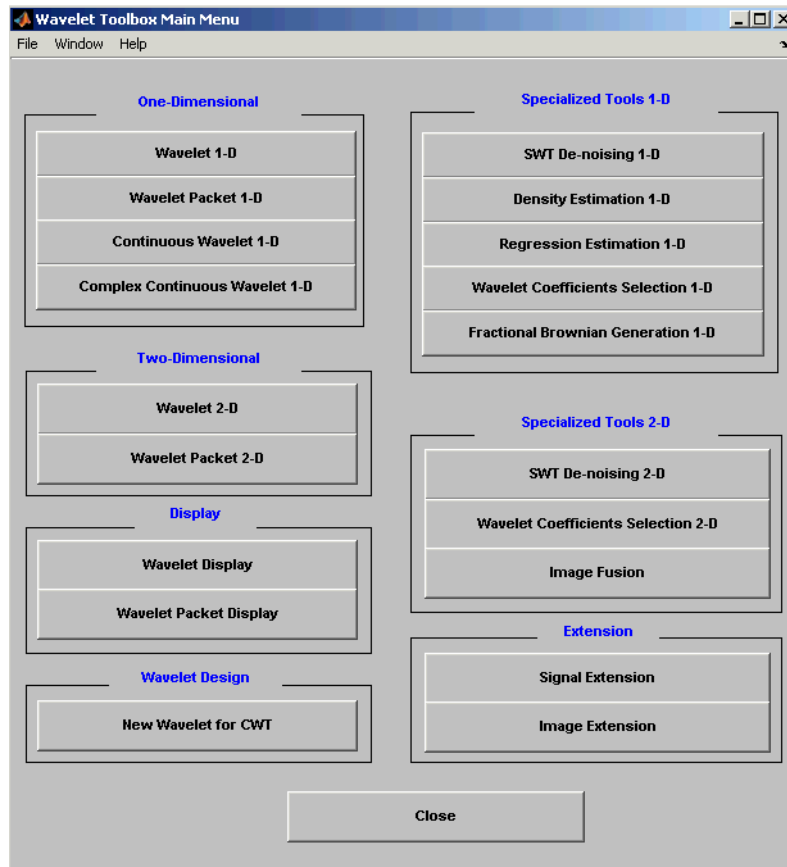 Wavelet Toolbox Main Menu
File Window Help
One-Dimensional
Wavelet 1-D
Wavelet Packet 1-D
Continuous Wavelet 1-D
Complex Continuous Wavelet 1-D
Two-Dimensional
Wavelet 2-D
Wavelet Packet 2-D
Display
Wavelet Display
Wavelet Packet Display
Wavelet Design
New Wavelet for CWT
Specialized Tools 1-D
SWT De-noising 1-D
Density Estimation 1-D
Regression Estimation 1-D
Wavelet Coefficients Selection 1-D
Fractional Brownian Generation 1-D
Specialized Tools 2-D
SWT De-noising 2-D
Wavelet Coefficients Selection 2-D
Image Fusion
Extension
Signal Extension
Image Extension
Close